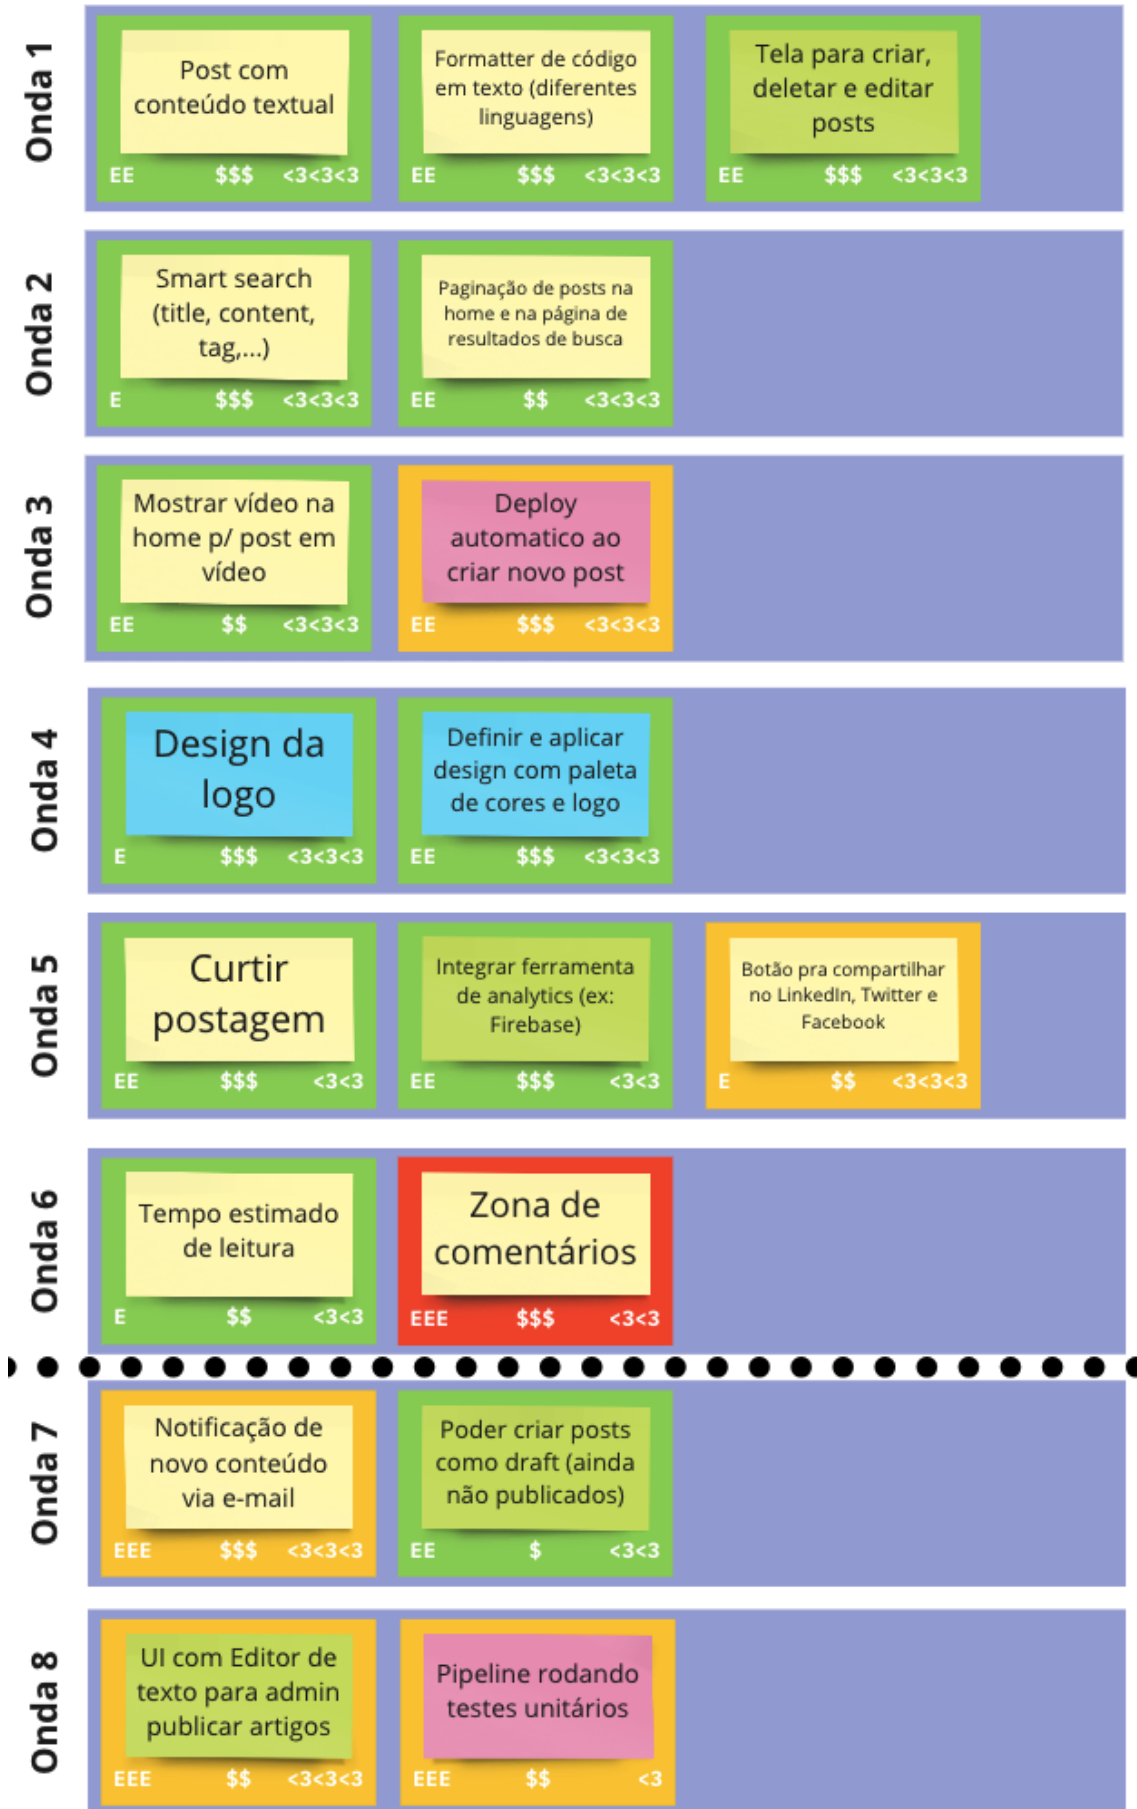 Onda 1
Post com
conteúdo textual
EE $$$ <3<3<3
Formatter de código
em texto (diferentes
linguagens)
EE $$$ <3<3<3
Tela para criar,
deletar e editar
posts
EE $$$ <3<3<3
Onda 2
Smart search
(title, content,
tag,...)
E $$$ <3<3<3
Paginação de posts na
home e na página de
resultados de busca
EE $$ <3<3<3
Onda 3
Mostrar vídeo na
home p/ post em
vídeo
EE $$ <3<3<3
Deploy
automatico ao
criar novo post
EE $$$ <3<3<3
Onda 4
Design da
logo
E $$$ <3<3<3
Definir e aplicar
design com paleta
de cores e logo
EE $$$ <3<3<3
Onda 5
Curtir
postagem
EE $$$ <3<3
Integrar ferramenta
de analytics (ex:
Firebase)
EE $$$ <3<3
Botão pra compartilhar
no LinkedIn, Twitter e
Facebook
E $$ <3<3<3
Onda 6
Tempo estimado
de leitura
E $$ <3<3
Zona de
comentários
EEE $$$ <3<3
Onda 7
Notificação de
novo conteúdo
via e-mail
EEE $$$ <3<3<3
Poder criar posts
como draft (ainda
não publicados)
EE $ <3<3
Onda 8
UI com Editor de
texto para admin
publicar artigos
EEE $$ <3<3<3
Pipeline rodando
testes unitários
EEE $$ <3